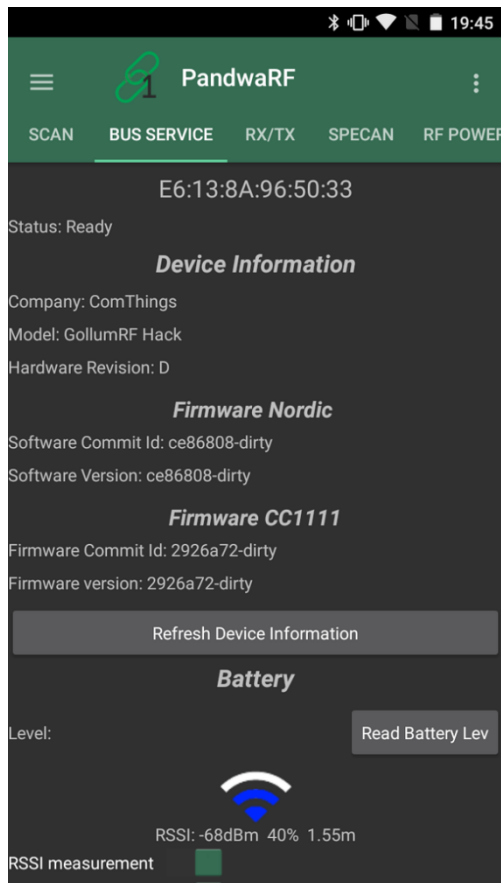 19:45
1
PandwaRF
SCAN BUS SERVICE RX/TX SPECAN RF POWER
E6:13:8A:96:50:33
Status: Ready
Device Information
Company: ComThings
Model: GollumRF Hack
Hardware Revision: D
Firmware Nordic
Software Commit Id: ce86808-dirty
Software Version: ce86808-dirty
Firmware CC1111
Firmware Commit Id: 2926a72-dirty
Firmware version: 2926a72-dirty
Refresh Device Information
Battery
Level: Read Battery Lev
RSSI: -68dBm 40% 1.55m
RSSI measurement